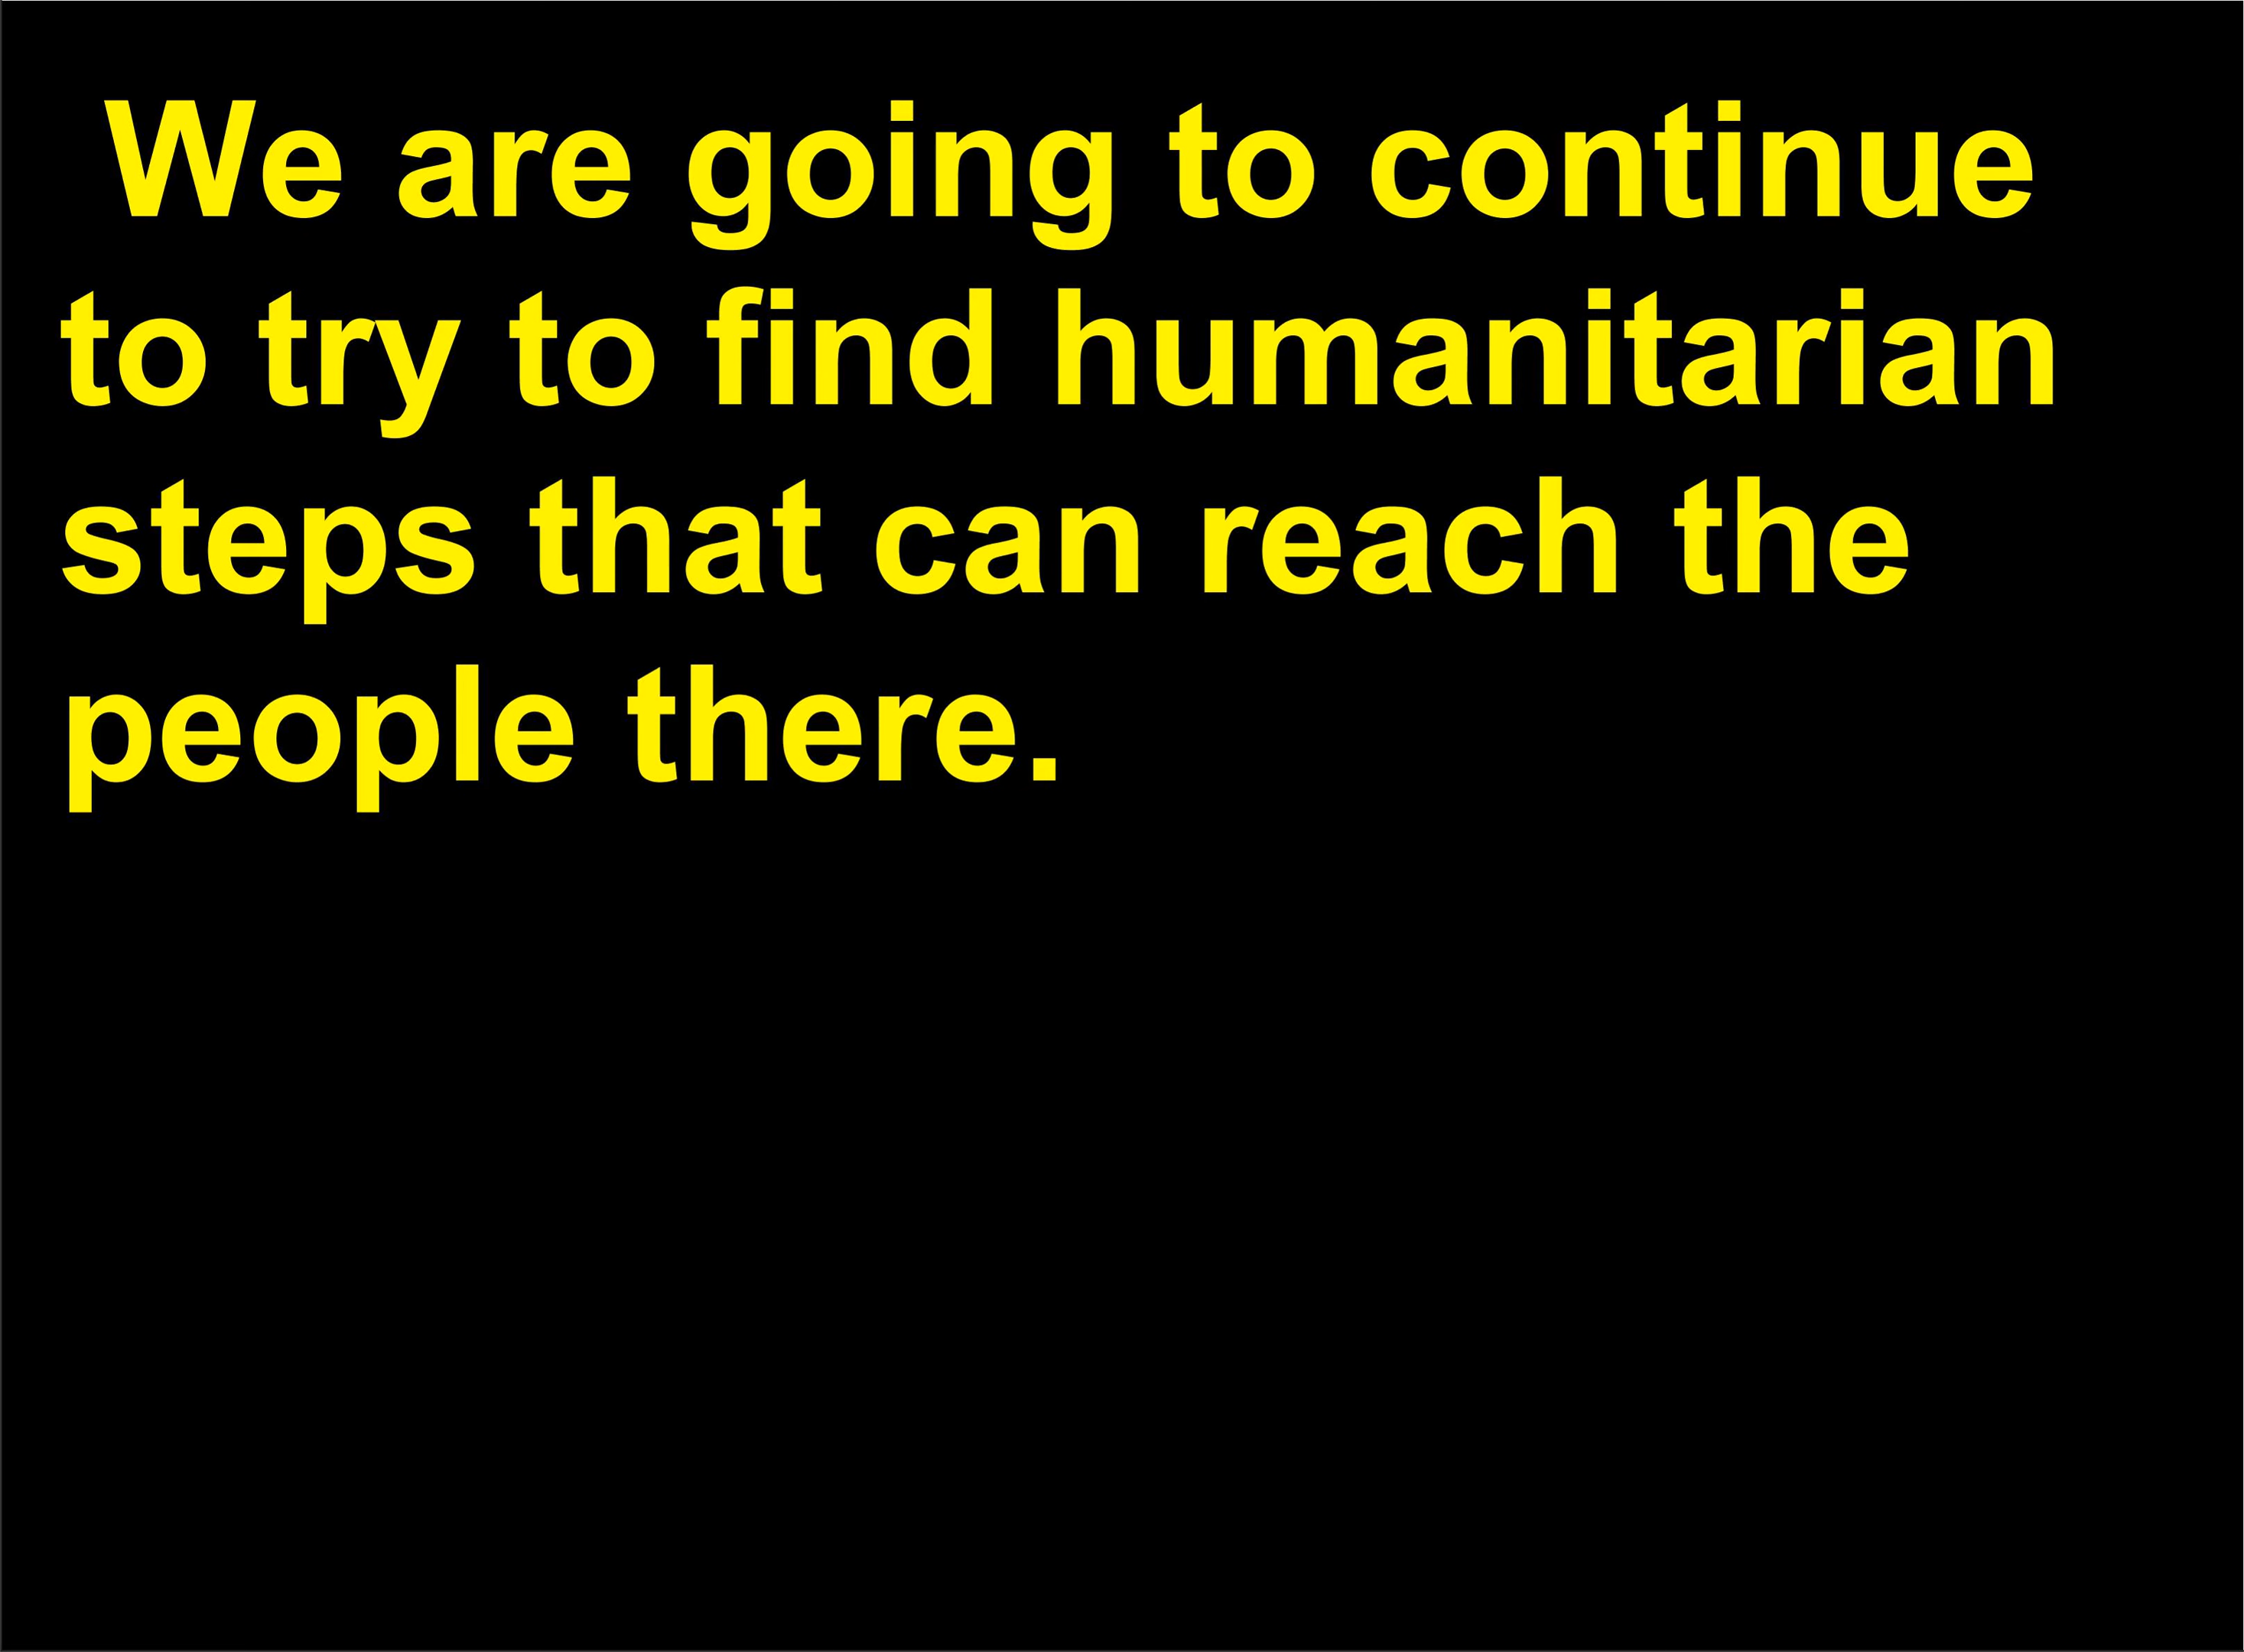 We are going to continue
to try to find humanitarian
steps that can reach the
people there.